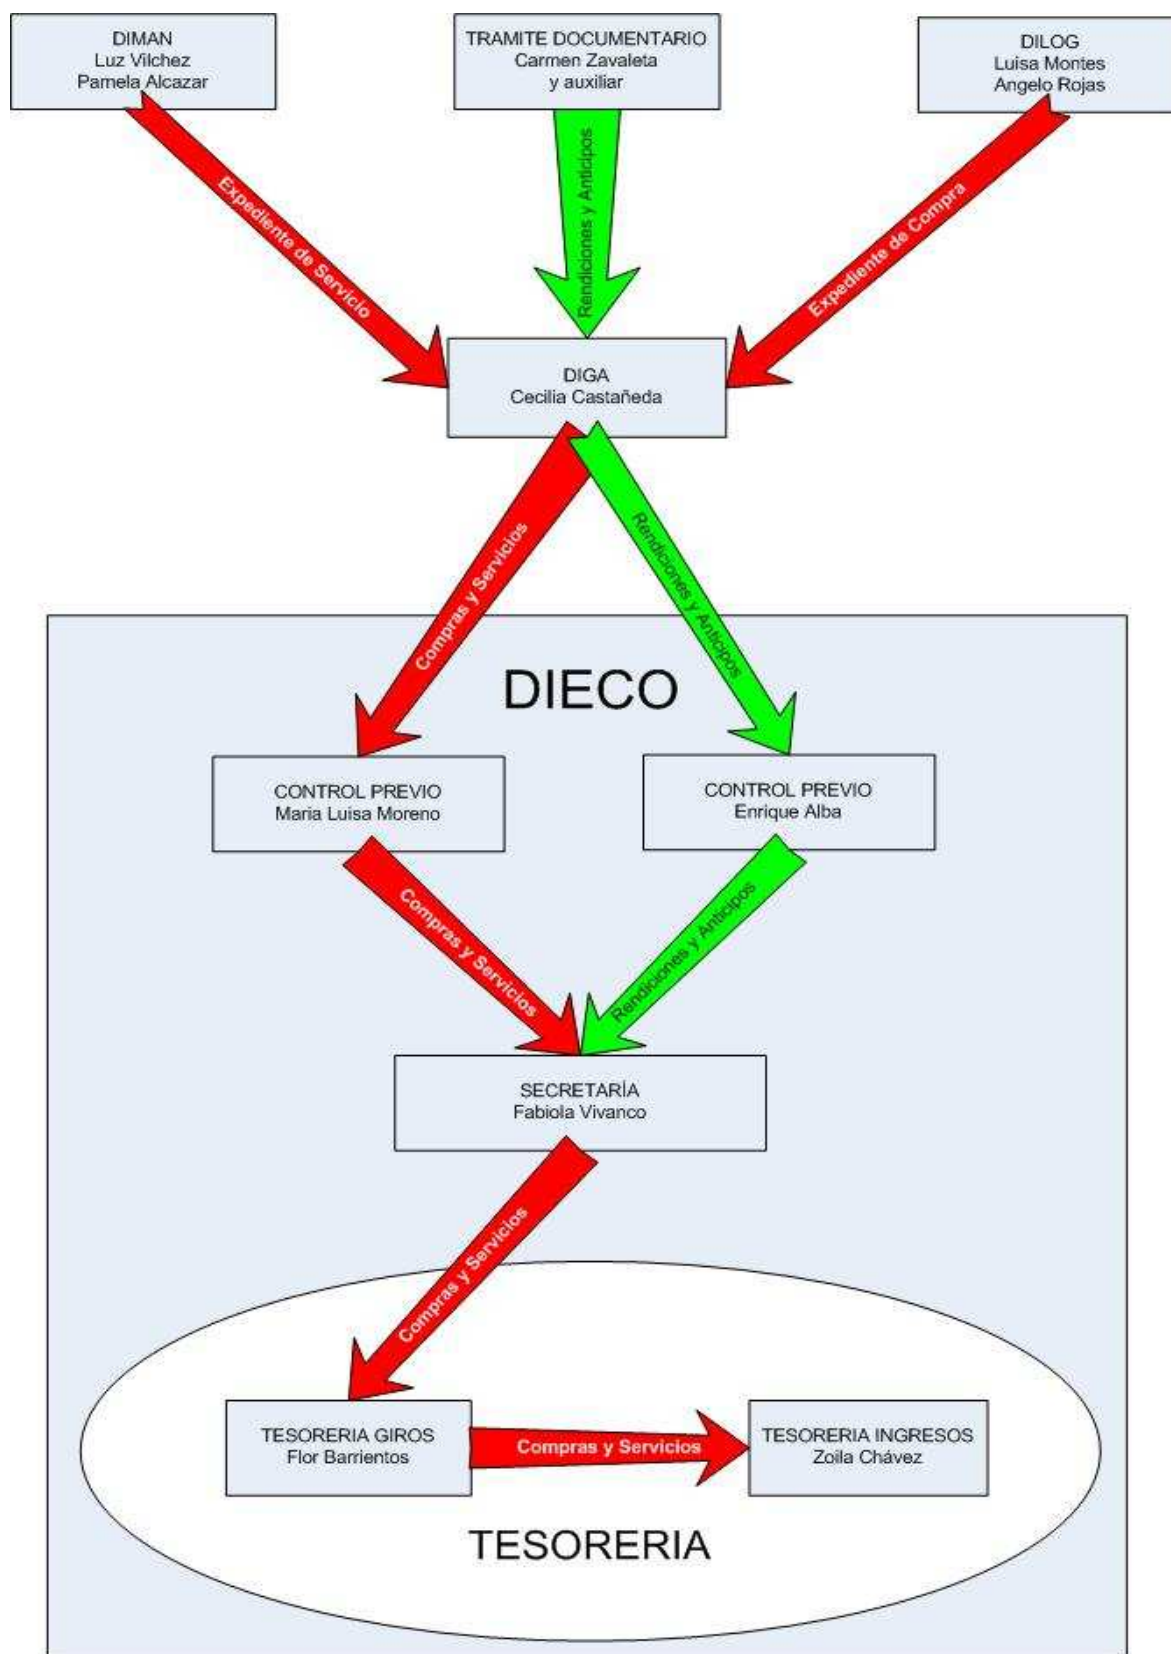 DIMAN
Luz Vilchez
Pamela Alcazar
TRAMITE DOCUMENTARIO
Carmen Zavaleta
y auxiliar
DILOG
Luisa Montes
Angelo Rojas
Expediente de Servicio
Rendiciones y Anticipos
Expediente de Compra
DIGA
Cecilia Castañeda
Compras y Servicios
Rendiciones y Anticipos
DIECO
CONTROL PREVIO
Maria Luisa Moreno
CONTROL PREVIO
Enrique Alba
Compras y Servicios
Rendiciones y Anticipos
SECRETARÍA
Fabiola Vivanco
Compras y Servicios
TESORERIA GIROS
Flor Barrientos
Compras y Servicios
TESORERIA INGRESOS
Zoila Chávez
TESORERIA